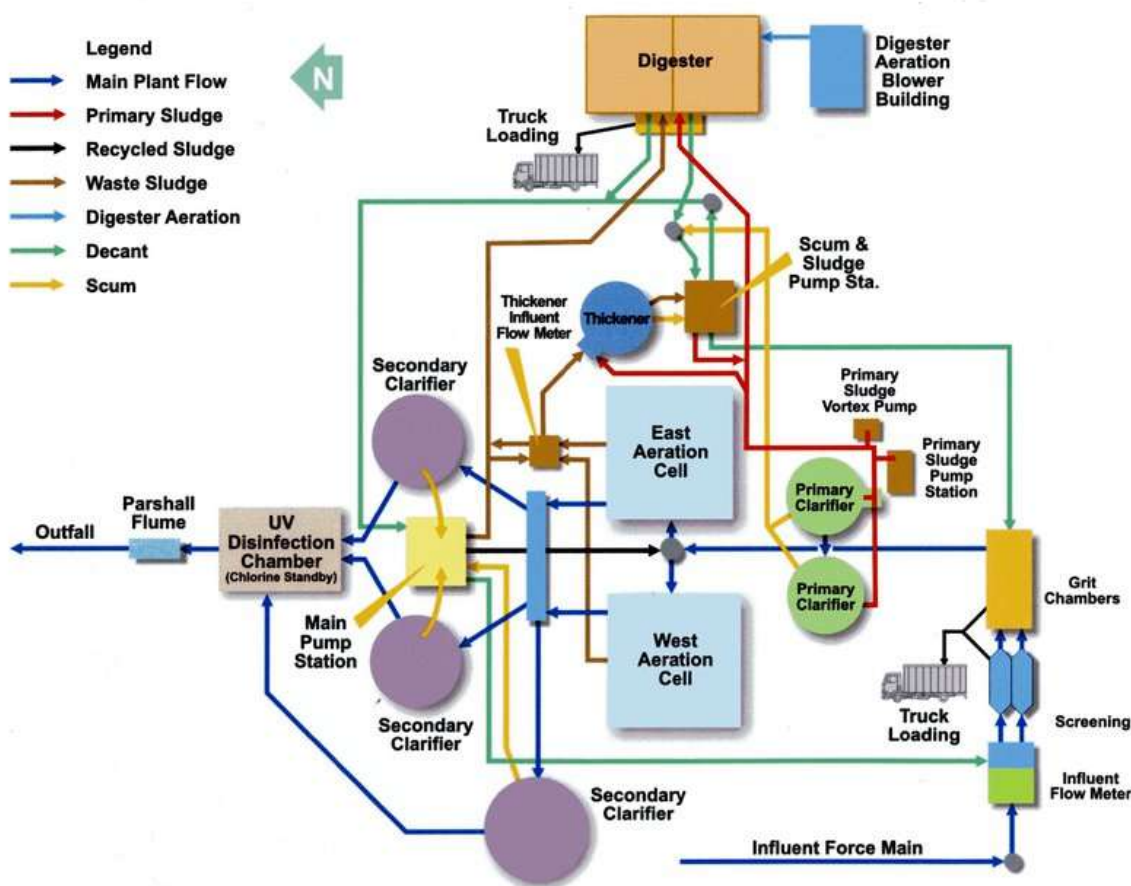 Legend
Main Plant Flow
Primary Sludge
Recycled Sludge
Waste Sludge
Digester Aeration
Decant
Scum
N
Digester
Digester
Aeration
Blower
Building
Truck
Loading
Scum &
Sludge
Pump Sta.
Thickener
Influent
Flow Meter
Thickener
Secondary
Clarifier
East
Aeration
Cell
Primary
Sludge
Vortex Pump
Primary
Sludge
Pump
Station
Primary
Clarifier
Primary
Clarifier
Outfall
Parshall
Flume
UV
Disinfection
Chamber
(Chlorine Standby)
Main
Pump
Station
West
Aeration
Cell
Grit
Chambers
Secondary
Clarifier
Truck
Loading
Screening
Secondary
Clarifier
Influent
Flow Meter
Influent Force Main